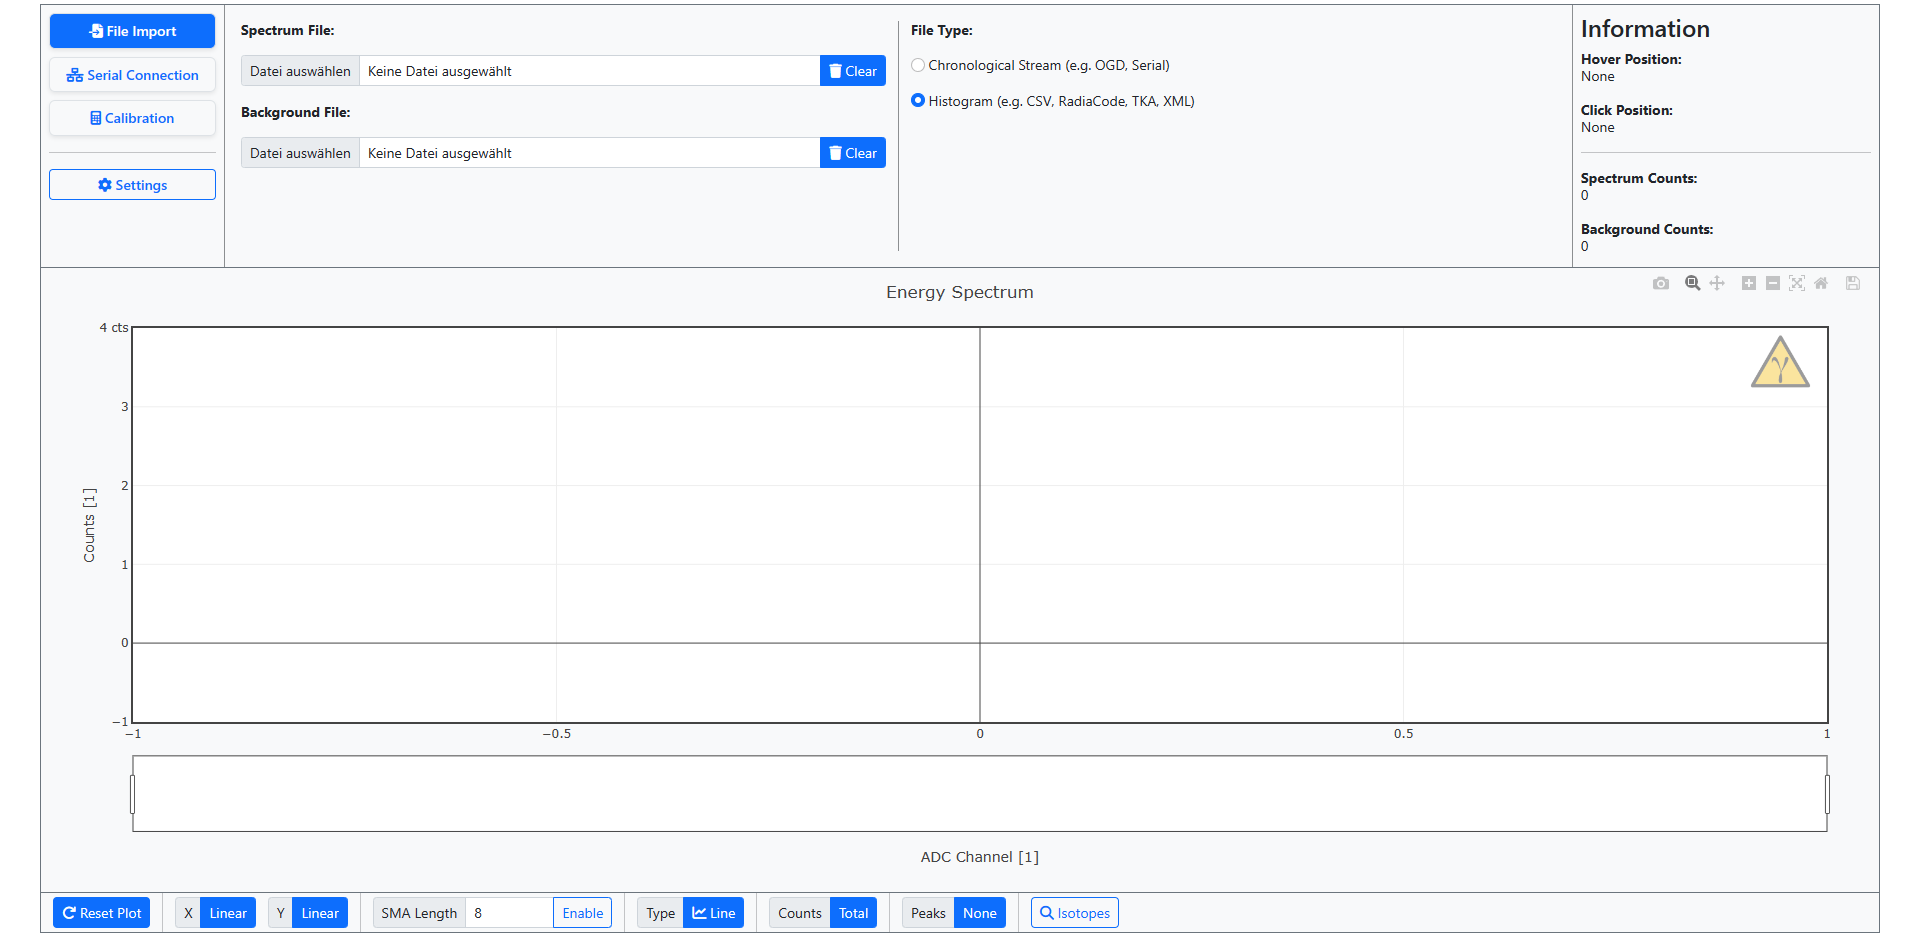 File Import
Serial Connection
Calibration
Settings
Spectrum File:
Datei auswählen Keine Datei ausgewählt Clear
Background File:
Datei auswählen Keine Datei ausgewählt Clear
File Type:
Chronological Stream (e.g. OGD, Serial)
Histogram (e.g. CSV, RadiaCode, TKA, XML)
Information
Hover Position:
None
Click Position:
None
Spectrum Counts:
0
Background Counts:
0
Energy Spectrum
4 cts
3
2
1
0
−1
Counts [1]
γ
−1 −0.5 0 0.5 1
ADC Channel [1]
Reset Plot X Linear Y Linear SMA Length 8 Enable Type Line Counts Total Peaks None Isotopes